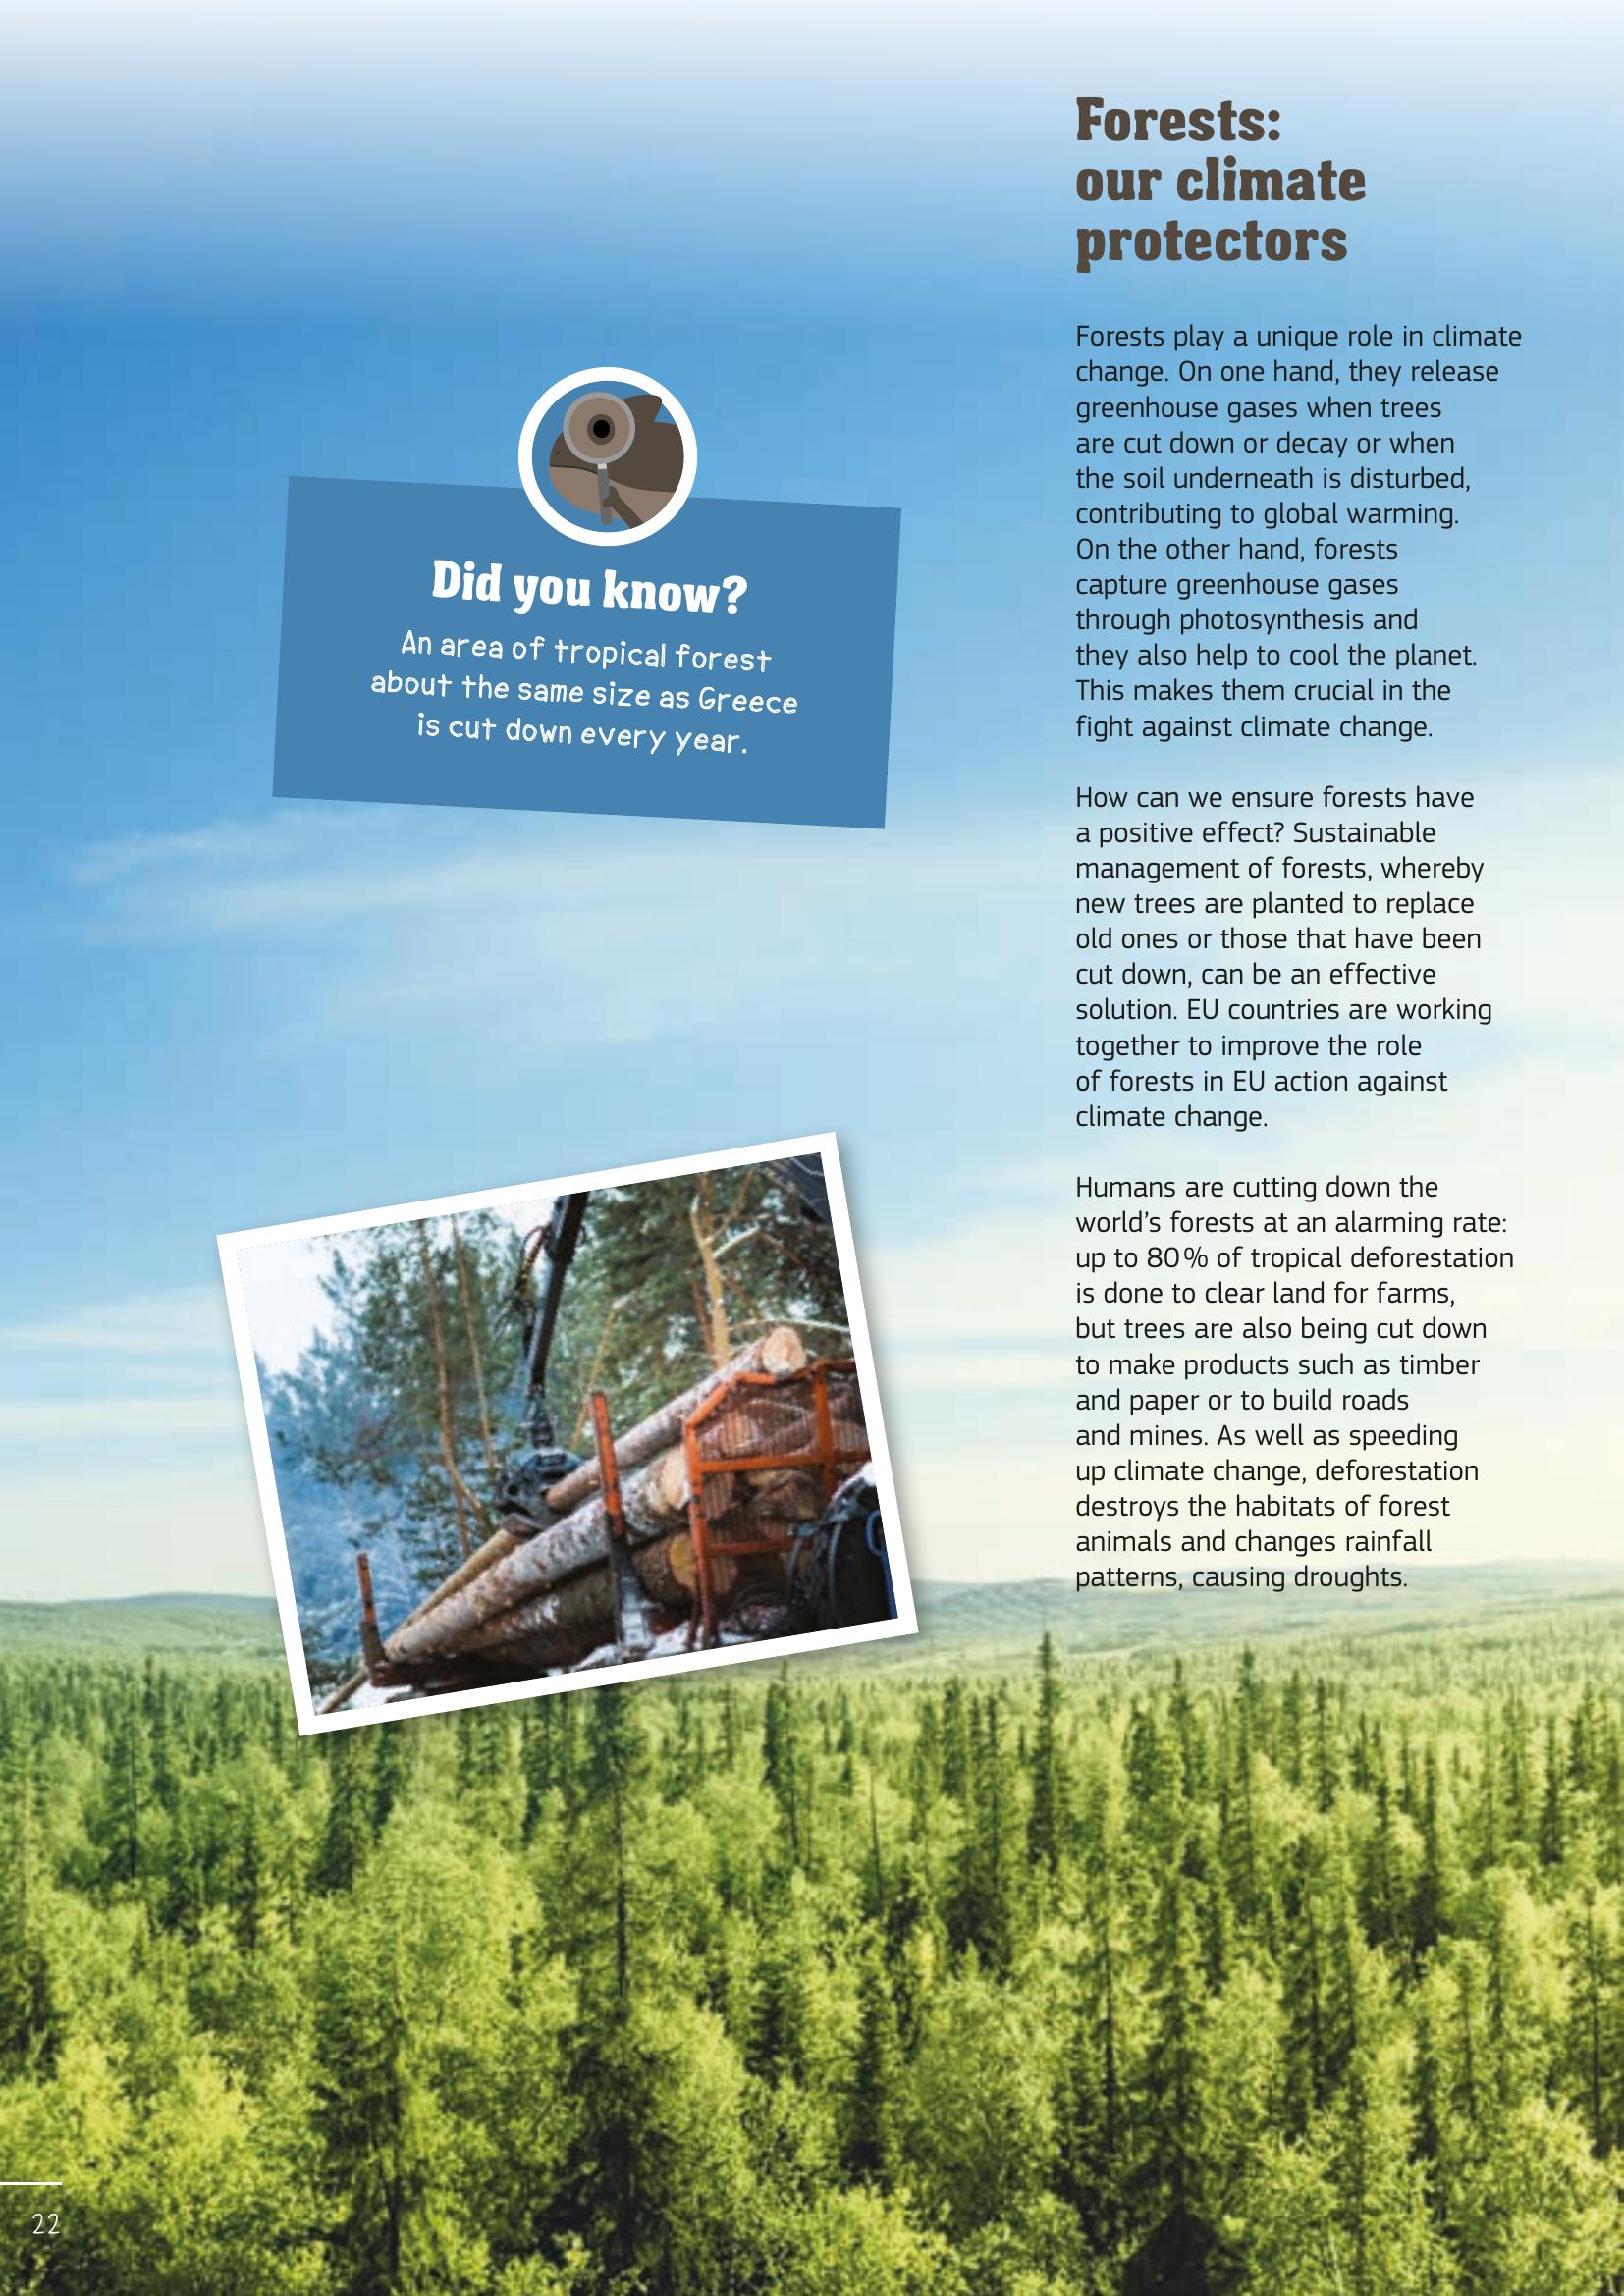 Forests:
our climate
protectors
Forests play a unique role in climate
change. On one hand, they release
greenhouse gases when trees
are cut down or decay or when
the soil underneath is disturbed,
contributing to global warming.
On the other hand, forests
capture greenhouse gases
through photosynthesis and
they also help to cool the planet.
This makes them crucial in the
fight against climate change.
How can we ensure forests have
a positive effect? Sustainable
management of forests, whereby
new trees are planted to replace
old ones or those that have been
cut down, can be an effective
solution. EU countries are working
together to improve the role
of forests in EU action against
climate change.
Humans are cutting down the
world’s forests at an alarming rate:
up to 80 % of tropical deforestation
is done to clear land for farms,
but trees are also being cut down
to make products such as timber
and paper or to build roads
and mines. As well as speeding
up climate change, deforestation
destroys the habitats of forest
animals and changes rainfall
patterns, causing droughts.
Did you know?
An area of tropical forest
about the same size as Greece
is cut down every year.
22